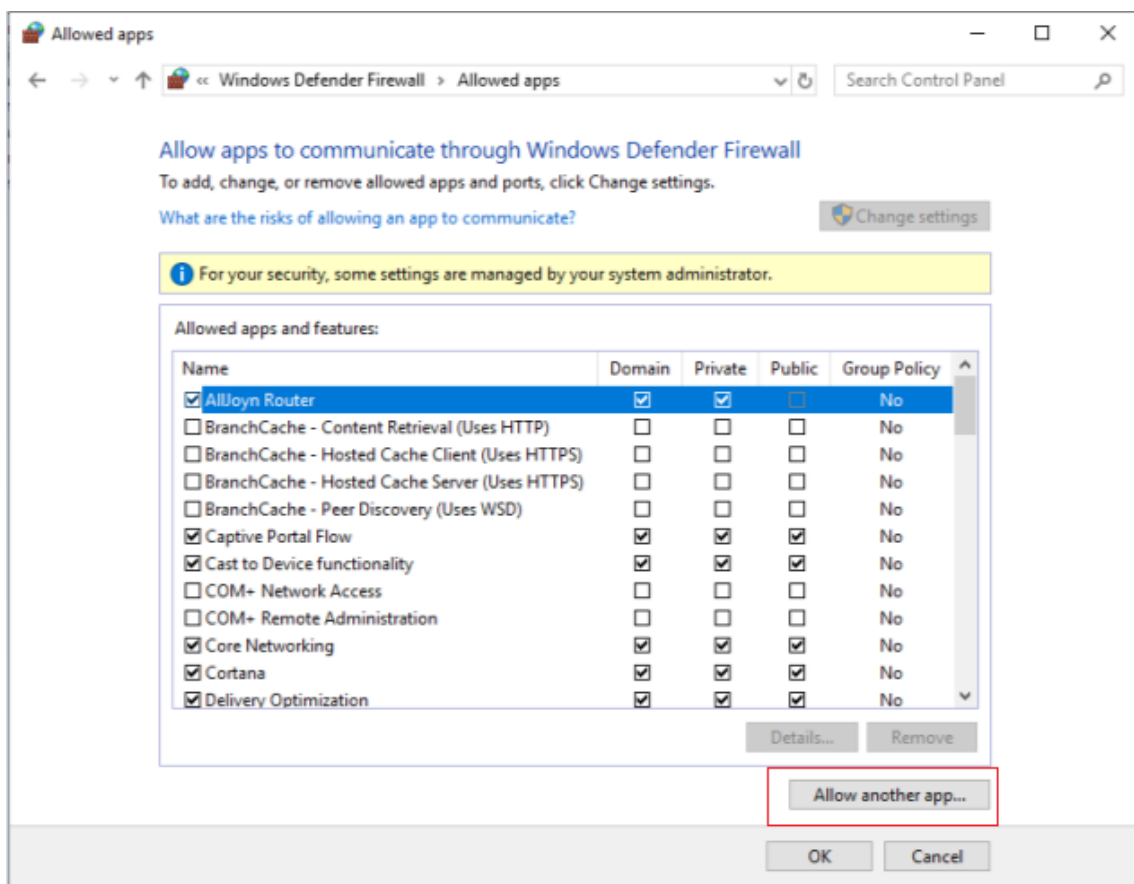 Allowed apps
« Windows Defender Firewall > Allowed apps
Search Control Panel
Allow apps to communicate through Windows Defender Firewall
To add, change, or remove allowed apps and ports, click Change settings.
What are the risks of allowing an app to communicate?
Change settings
For your security, some settings are managed by your system administrator.
Allowed apps and features:
Name Domain Private Public Group Policy
AllJoyn Router No
BranchCache - Content Retrieval (Uses HTTP) No
BranchCache - Hosted Cache Client (Uses HTTPS) No
BranchCache - Hosted Cache Server (Uses HTTPS) No
BranchCache - Peer Discovery (Uses WSD) No
Captive Portal Flow No
Cast to Device functionality No
COM+ Network Access No
COM+ Remote Administration No
Core Networking No
Cortana No
Delivery Optimization No
Details... Remove
Allow another app...
OK Cancel